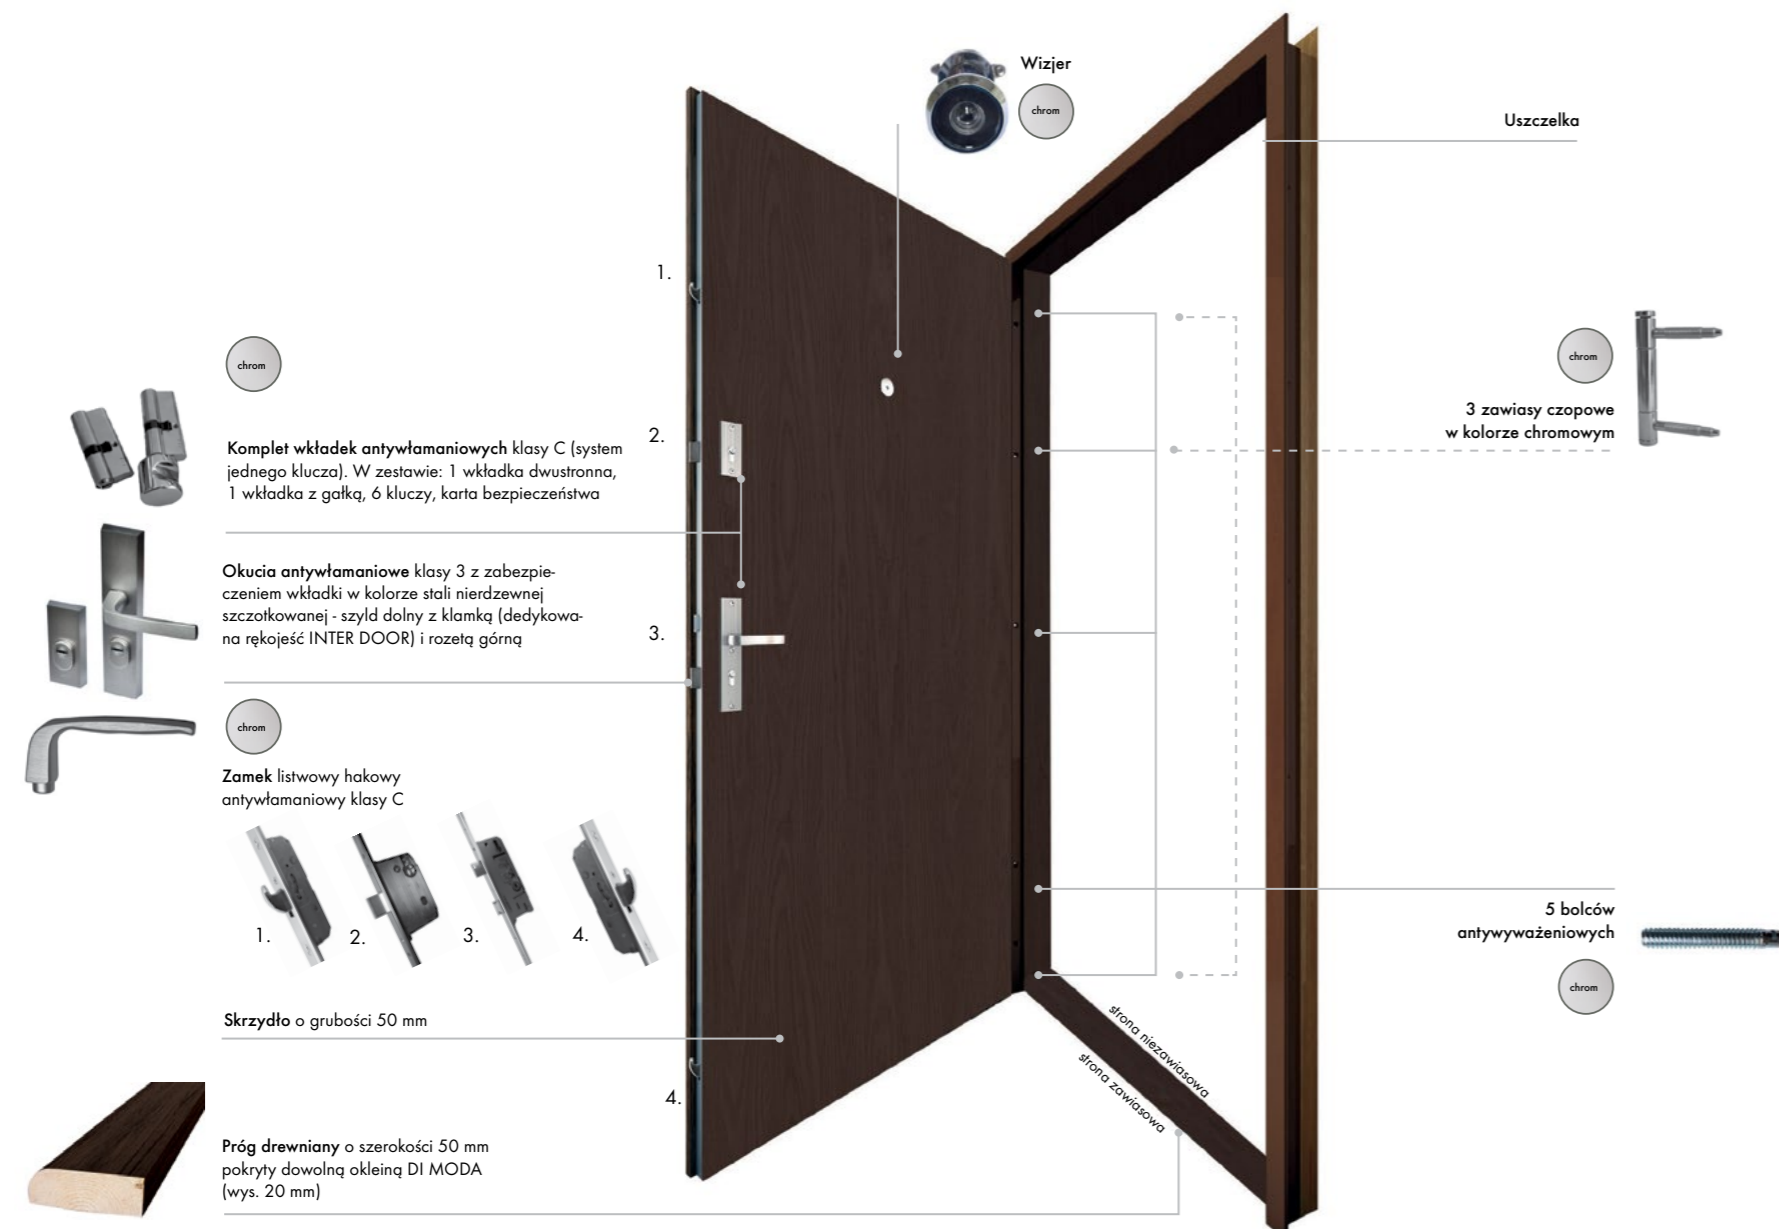 Wizjer
chrom
Uszczelka
1.
chrom
Komplet wkładek antywłamaniowych klasy C (system
jednego klucza). W zestawie: 1 wkładka dwustronna,
1 wkładka z gałką, 6 kluczy, karta bezpieczeństwa
2.
chrom
3 zawiasy czopowe
w kolorze chromowym
Okucia antywłamaniowe klasy 3 z zabezpie-
czeniem wkładki w kolorze stali nierdzewnej
szczotkowanej - szyld dolny z klamką (dedykowa-
na rękojeść INTER DOOR) i rozetą górną
3.
chrom
Zamek listwowy hakowy
antywłamaniowy klasy C
1.
2.
3.
4.
5 bolców
antywyważeniowych
chrom
Skrzydło o grubości 50 mm
strona niezawiasowa
strona zawiasowa
4.
Próg drewniany o szerokości 50 mm
pokryty dowolną okleiną DI MODA
(wys. 20 mm)